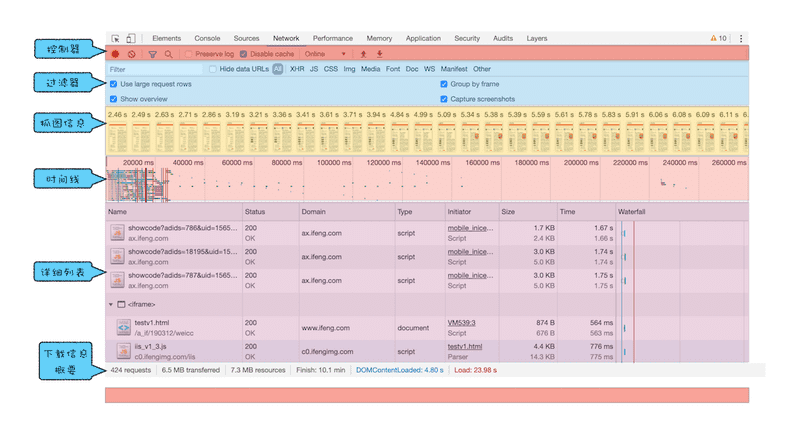 Elements Console Sources Network Performance Memory Application Security Audits Layers 10
控制器
Preserve log Disable cache Online
Filter Hide data URLs All XHR JS CSS Img Media Font Doc WS Manifest Other
过滤器
Use large request rows Group by frame
Show overview Capture screenshots
抓图信息
2.46 s 2.49 s 2.63 s 2.71 s 2.86 s 3.19 s 3.21 s 3.36 s 3.41 s 3.61 s 3.71 s 3.94 s 4.84 s 4.99 s 5.09 s 5.34 s 5.38 s 5.39 s 5.59 s 5.61 s 5.78 s 5.83 s 5.91 s 6.06 s 6.08 s 6.09 s 6.11 s 6.
20000 ms 40000 ms 60000 ms 80000 ms 100000 ms 120000 ms 140000 ms 160000 ms 180000 ms 200000 ms 220000 ms 240000 ms 260000 ms
时间线
Name Status Domain Type Initiator Size Time Waterfall
showcode?adids=786&uid=1565... 200 ax.ifeng.com script mobile_inice... 1.7 KB 1.67 s
ax.ifeng.com OK Script 2.4 KB 1.66 s
showcode?adids=18195&uid=15... 200 ax.ifeng.com script mobile_inice... 3.0 KB 1.74 s
ax.ifeng.com OK Script 5.0 KB 1.74 s
详细列表
showcode?adids=787&uid=1565... 200 ax.ifeng.com script mobile_inice... 3.0 KB 1.75 s
ax.ifeng.com OK Script 5.0 KB 1.75 s
<iframe>
testv1.html 200 www.ifeng.com document VM539:3 874 B 564 ms
/a_if/190312/weicc OK Script 676 B 563 ms
iis_v1_3.js 200 c0.ifengimg.com script testv1.html 4.4 KB 776 ms
c0.ifengimg.com/iis OK Parser 14.3 KB 775 ms
下载信息
概要
424 requests 6.5 MB transferred 7.3 MB resources Finish: 10.1 min DOMContentLoaded: 4.80 s Load: 23.98 s